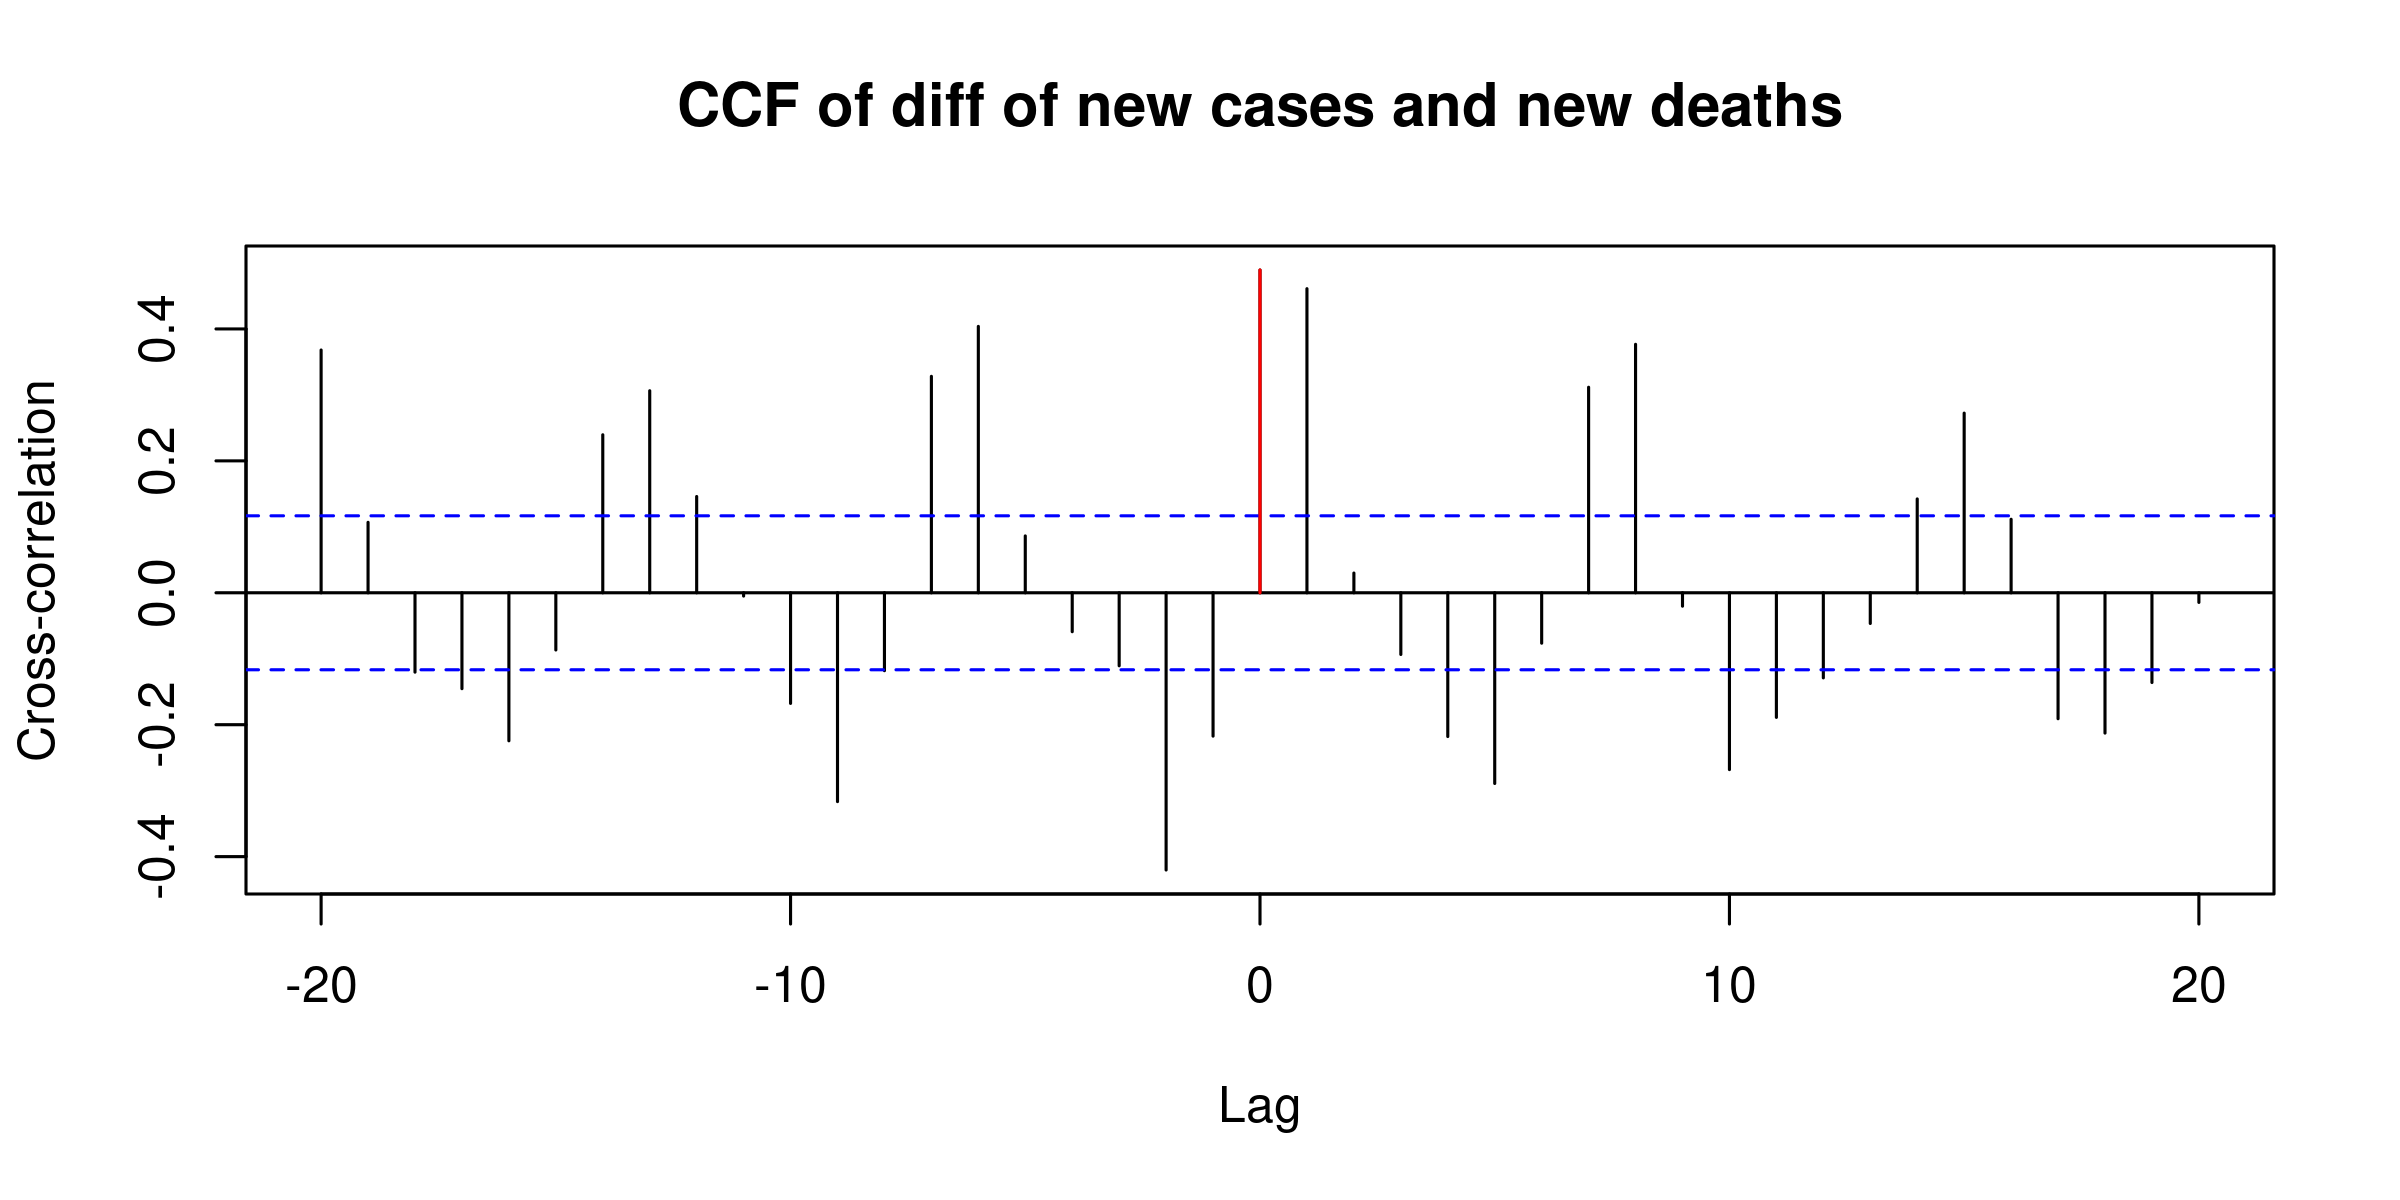 CCF of diff of new cases and new deaths
Cross-correlation
0.4
0.2
0.0
-0.2
-0.4
-20 -10 0 10 20
Lag